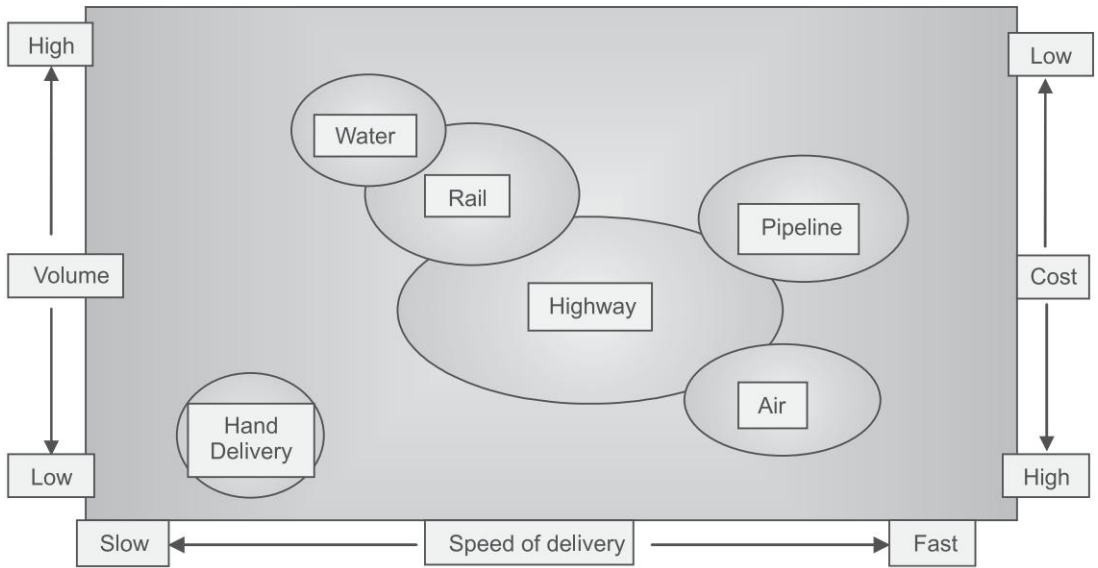 High
Low
Water
Rail
Pipeline
Volume
Cost
Highway
Air
Hand
Delivery
Low
High
Slow
Speed of delivery
Fast